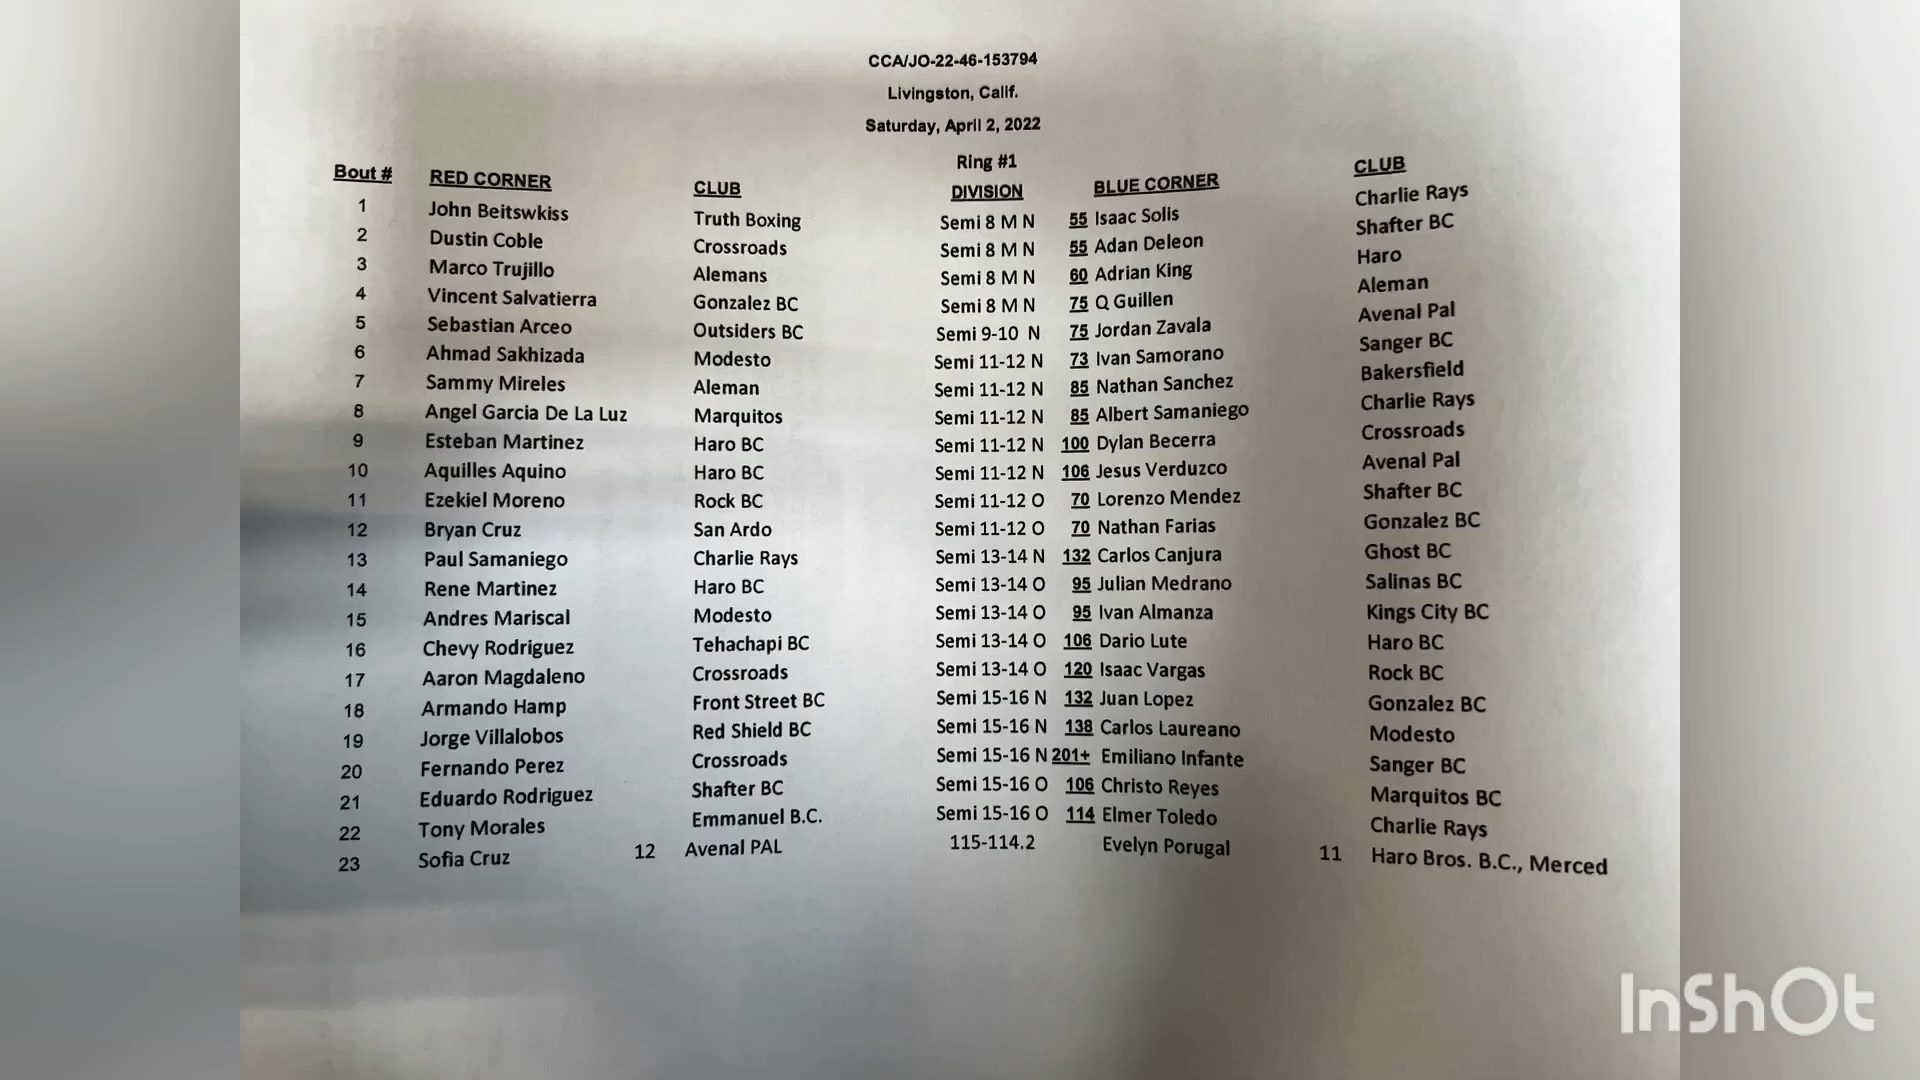 CCA/JO-22-46-153794
Livingston, Calif.
Saturday, April 2, 2022
Ring #1
Bout # RED CORNER CLUB DIVISION BLUE CORNER CLUB
1 John Beitswkiss Truth Boxing Semi 8 M N 55 Isaac Solis Charlie Rays
2 Dustin Coble Crossroads Semi 8 M N 55 Adan Deleon Shafter BC
3 Marco Trujillo Alemans Semi 8 M N 60 Adrian King Haro
4 Vincent Salvatierra Gonzalez BC Semi 8 M N 75 Q Guillen Aleman
5 Sebastian Arceo Outsiders BC Semi 9-10 N 75 Jordan Zavala Avenal Pal
6 Ahmad Sakhizada Modesto Semi 11-12 N 73 Ivan Samorano Sanger BC
7 Sammy Mireles Aleman Semi 11-12 N 85 Nathan Sanchez Bakersfield
8 Angel Garcia De La Luz Marquitos Semi 11-12 N 85 Albert Samaniego Charlie Rays
9 Esteban Martinez Haro BC Semi 11-12 N 100 Dylan Becerra Crossroads
10 Aquilles Aquino Haro BC Semi 11-12 N 106 Jesus Verduzco Avenal Pal
11 Ezekiel Moreno Rock BC Semi 11-12 O 70 Lorenzo Mendez Shafter BC
12 Bryan Cruz San Ardo Semi 11-12 O 70 Nathan Farias Gonzalez BC
13 Paul Samaniego Charlie Rays Semi 13-14 N 132 Carlos Canjura Ghost BC
14 Rene Martinez Haro BC Semi 13-14 O 95 Julian Medrano Salinas BC
15 Andres Mariscal Modesto Semi 13-14 O 95 Ivan Almanza Kings City BC
16 Chevy Rodriguez Tehachapi BC Semi 13-14 O 106 Dario Lute Haro BC
17 Aaron Magdaleno Crossroads Semi 13-14 O 120 Isaac Vargas Rock BC
18 Armando Hamp Front Street BC Semi 15-16 N 132 Juan Lopez Gonzalez BC
19 Jorge Villalobos Red Shield BC Semi 15-16 N 138 Carlos Laureano Modesto
20 Fernando Perez Crossroads Semi 15-16 N 201+ Emiliano Infante Sanger BC
21 Eduardo Rodriguez Shafter BC Semi 15-16 O 106 Christo Reyes Marquitos BC
22 Tony Morales Emmanuel B.C. Semi 15-16 O 114 Elmer Toledo Charlie Rays
23 Sofia Cruz 12 Avenal PAL 115-114.2 Evelyn Porugal 11 Haro Bros. B.C., Merced
InShOt